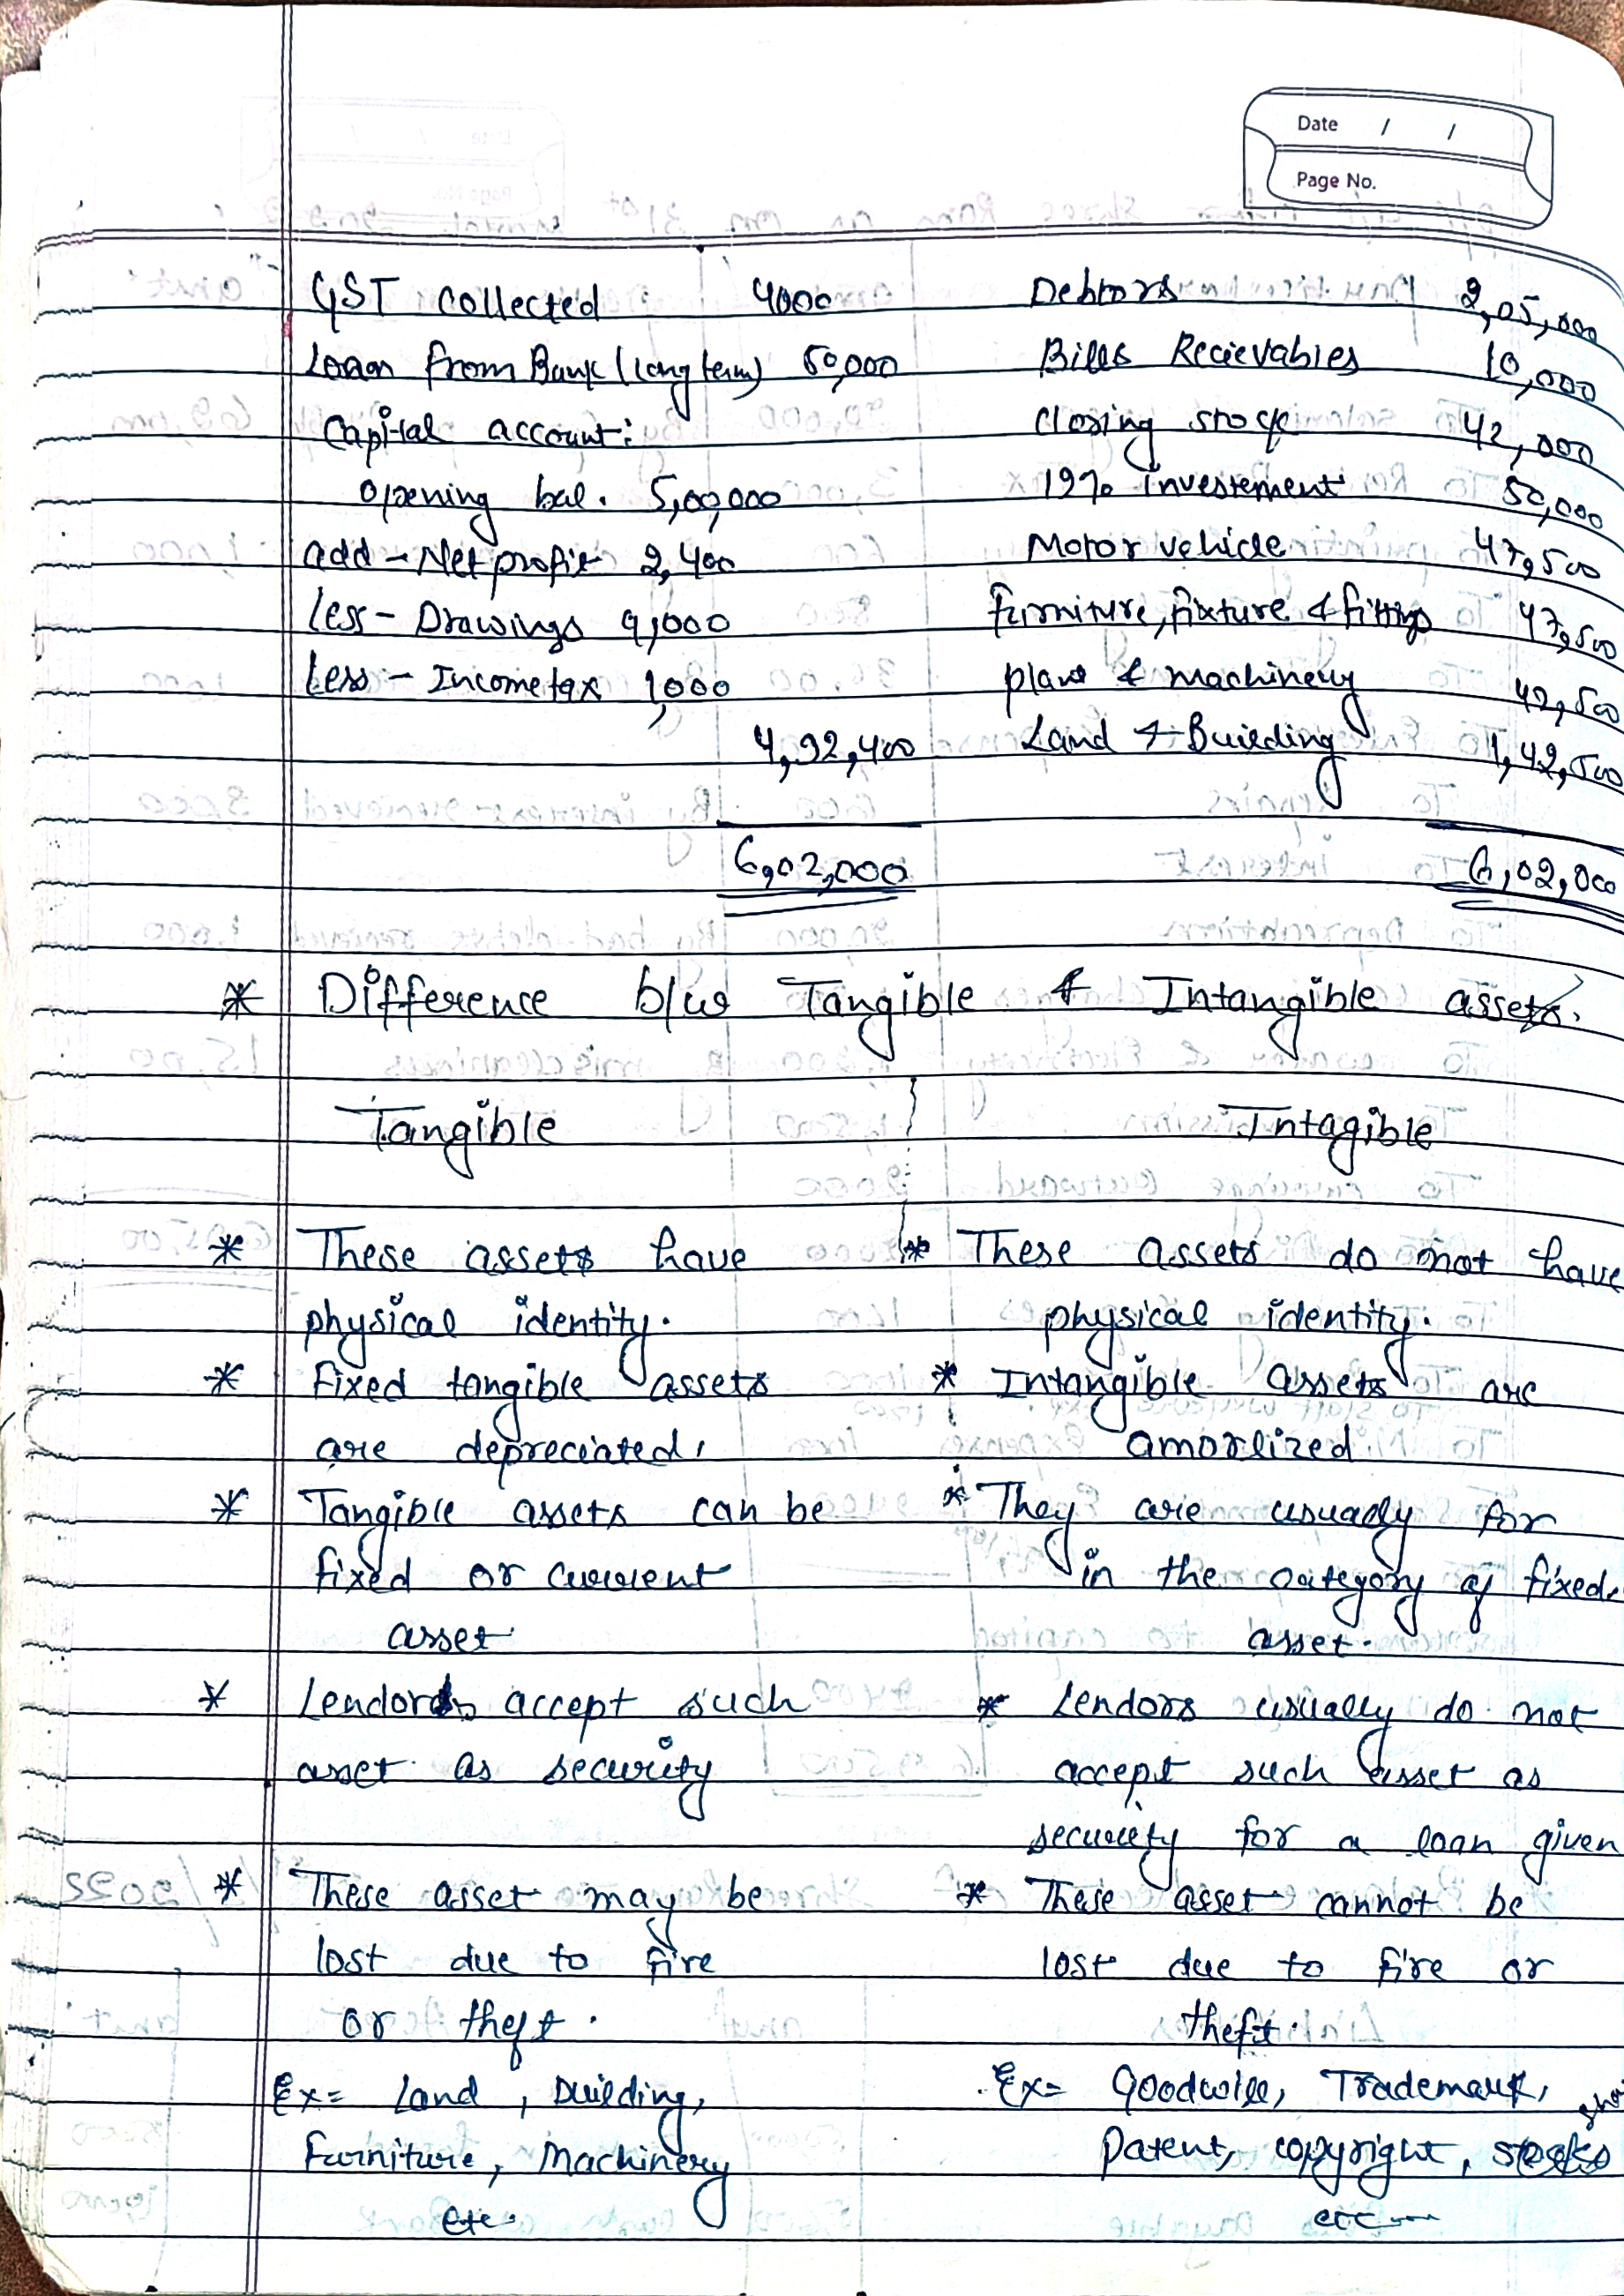 Date / /
Page No.
GST collected 4000 Debtors 2,05,000
Loan from Bank (long term) 50,000 Bills Recievables 10,000
Capital account: closing stock 42,000
opening bal. 5,00,000 19% investement 50,000
add - Net profit 2,400 Motor vehicle 47,500
Less - Drawings 9,000 furniture, fixture & fittings 47,500
Less - Income tax 1,000 plant & machinery 42,500
4,92,400 Land & Building 1,42,500
6,02,000 6,02,000
* Difference b/w Tangible & Intangible assets.
Tangible Intagible
* These assets have * These assets do not have
physical identity. physical identity.
* Fixed tangible assets * Intangible assets are
are depreciated. amortized.
* Tangible assets can be * They are usually for
fixed or current in the category of fixed
asset asset.
* Lendors accept such * Lendors usually do not
asset as security accept such asset as
security for a loan given
* These asset may be * These asset cannot be
lost due to fire lost due to fire or
or theft. theft.
Ex= Land, building, Ex= Goodwill, Trademark,
Furniture, Machinery Patent, copyright,
etc. etc